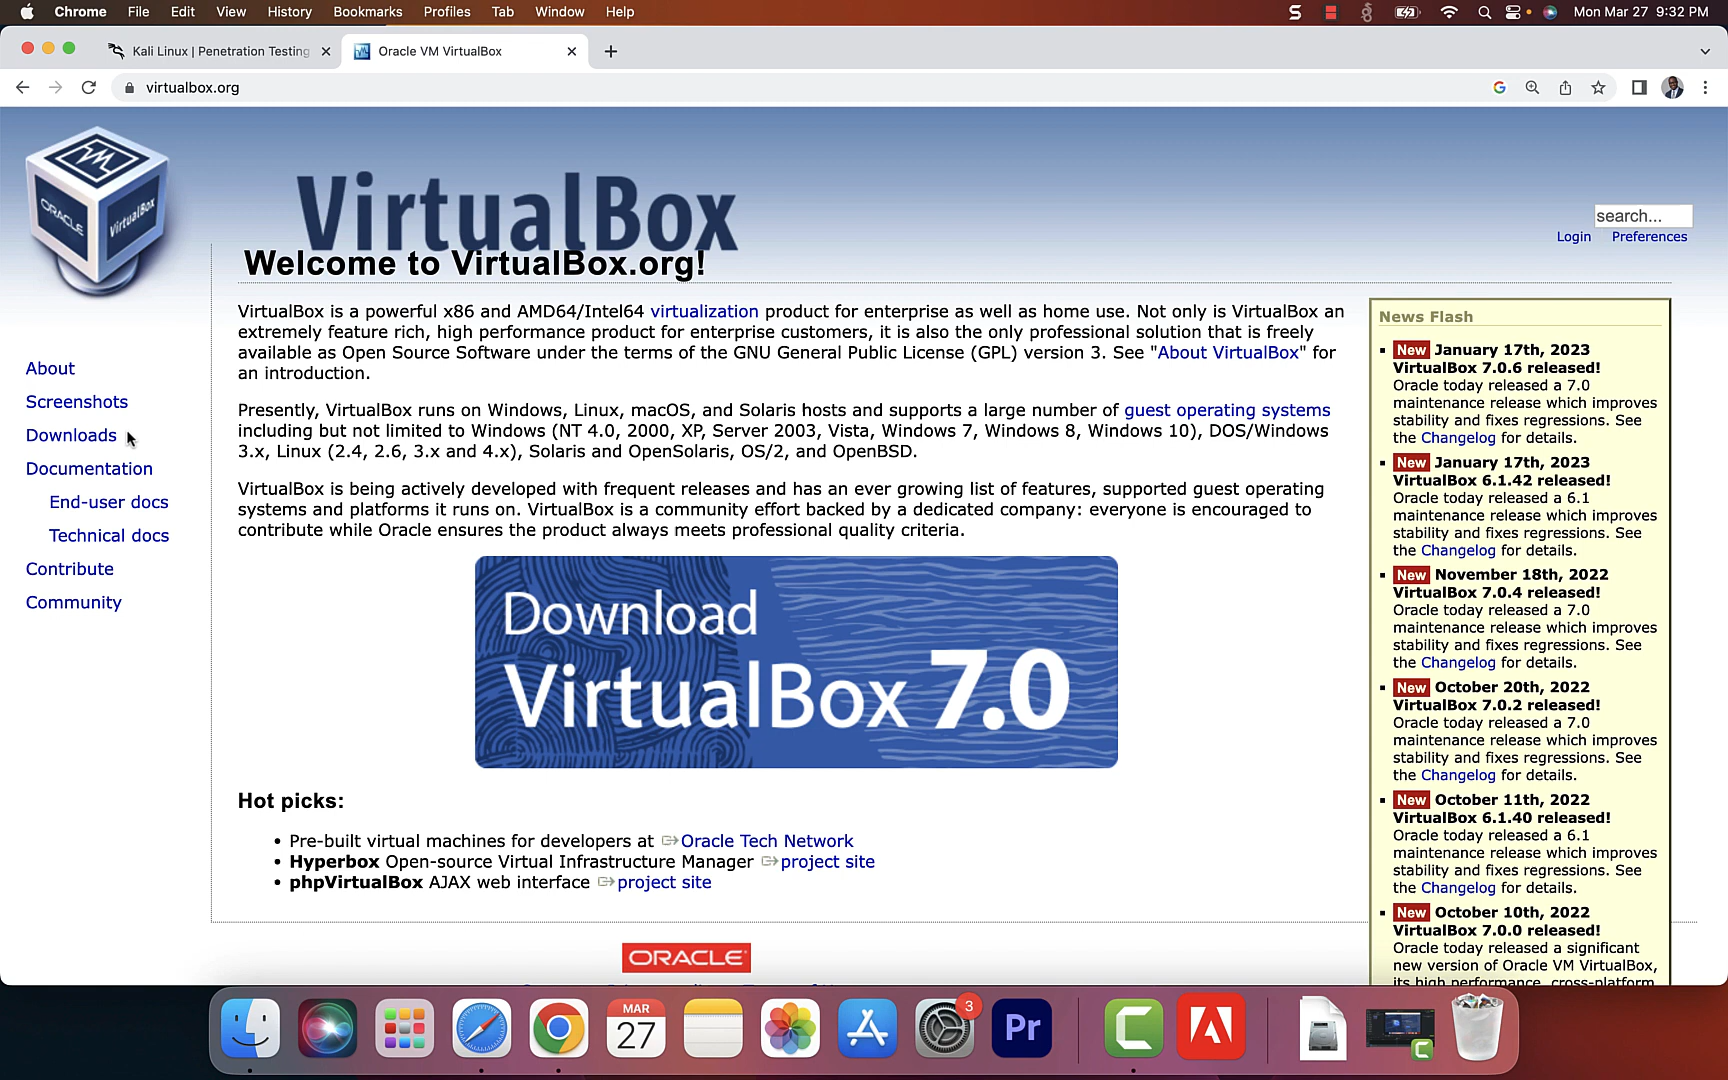 Chrome File Edit View History Bookmarks Profiles Tab Window Help
Mon Mar 27 9:32 PM
Kali Linux | Penetration Testing
Oracle VM VirtualBox
virtualbox.org
ORACLE
VirtualBox
VirtualBox
search...
Login Preferences
Welcome to VirtualBox.org!
About
Screenshots
Downloads
Documentation
End-user docs
Technical docs
Contribute
Community
VirtualBox is a powerful x86 and AMD64/Intel64 virtualization product for enterprise as well as home use. Not only is VirtualBox an
extremely feature rich, high performance product for enterprise customers, it is also the only professional solution that is freely
available as Open Source Software under the terms of the GNU General Public License (GPL) version 3. See "About VirtualBox" for
an introduction.
Presently, VirtualBox runs on Windows, Linux, macOS, and Solaris hosts and supports a large number of guest operating systems
including but not limited to Windows (NT 4.0, 2000, XP, Server 2003, Vista, Windows 7, Windows 8, Windows 10), DOS/Windows
3.x, Linux (2.4, 2.6, 3.x and 4.x), Solaris and OpenSolaris, OS/2, and OpenBSD.
VirtualBox is being actively developed with frequent releases and has an ever growing list of features, supported guest operating
systems and platforms it runs on. VirtualBox is a community effort backed by a dedicated company: everyone is encouraged to
contribute while Oracle ensures the product always meets professional quality criteria.
Download
VirtualBox 7.0
Hot picks:
• Pre-built virtual machines for developers at Oracle Tech Network
• Hyperbox Open-source Virtual Infrastructure Manager project site
• phpVirtualBox AJAX web interface project site
ORACLE
News Flash
New January 17th, 2023
VirtualBox 7.0.6 released!
Oracle today released a 7.0
maintenance release which improves
stability and fixes regressions. See
the Changelog for details.
New January 17th, 2023
VirtualBox 6.1.42 released!
Oracle today released a 6.1
maintenance release which improves
stability and fixes regressions. See
the Changelog for details.
New November 18th, 2022
VirtualBox 7.0.4 released!
Oracle today released a 7.0
maintenance release which improves
stability and fixes regressions. See
the Changelog for details.
New October 20th, 2022
VirtualBox 7.0.2 released!
Oracle today released a 7.0
maintenance release which improves
stability and fixes regressions. See
the Changelog for details.
New October 11th, 2022
VirtualBox 6.1.40 released!
Oracle today released a 6.1
maintenance release which improves
stability and fixes regressions. See
the Changelog for details.
New October 10th, 2022
VirtualBox 7.0.0 released!
Oracle today released a significant
new version of Oracle VM VirtualBox,
its high performance, cross-platform
MAR
27
3
Pr